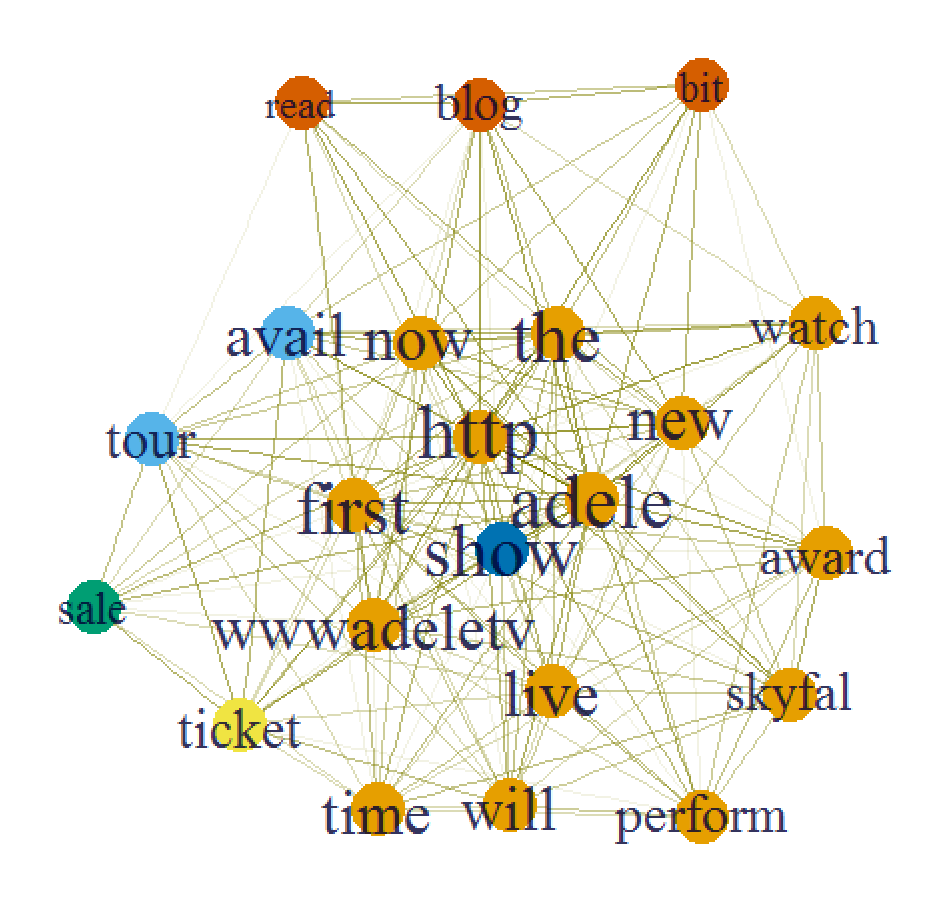 read
blog
bit
avail
now
the
watch
tour
http
new
first
adele
show
award
sale
wwwadeletv
live
skyfal
ticket
time
will
perform